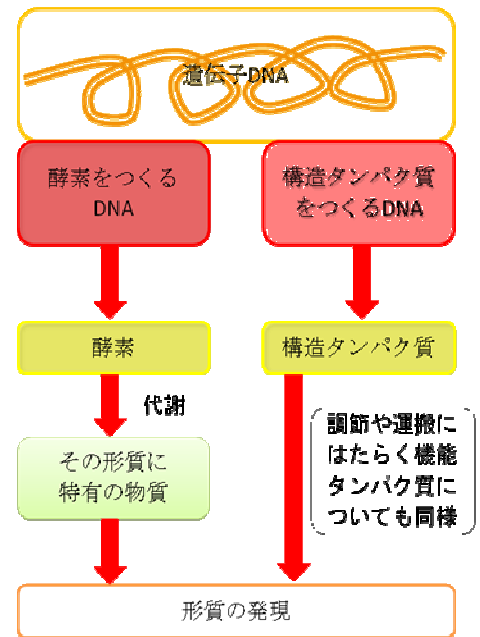 遺伝子DNA
酵素をつくる
DNA
構造タンパク質
をつくるDNA
酵素
構造タンパク質
代謝
その形質に
特有の物質
調節や運搬に
はたらく機能
タンパク質に
ついても同様
形質の発現